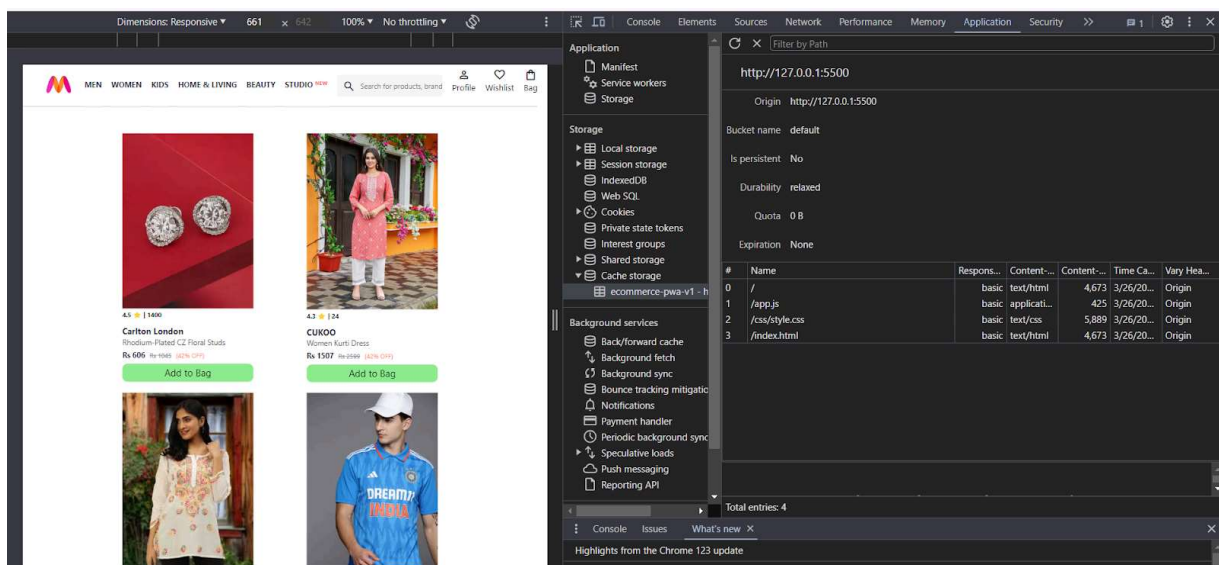 Dimensions: Responsive ▼ 661 × 642 100% ▼ No throttling ▼
MEN WOMEN KIDS HOME & LIVING BEAUTY STUDIO NEW Search for products, brand Profile Wishlist Bag
4.5 | 1400
Carlton London
Rhodium-Plated CZ Floral Studs
Rs 606 Rs 1045 (42% OFF)
Add to Bag
4.3 | 24
CUKOO
Women Kurti Dress
Rs 1507 Rs 2599 (42% OFF)
Add to Bag
DREAM11
INDIA
Console Elements Sources Network Performance Memory Application Security 1
Application
Manifest
Service workers
Storage
Storage
Local storage
Session storage
IndexedDB
Web SQL
Cookies
Private state tokens
Interest groups
Shared storage
Cache storage
ecommerce-pwa-v1 - h
Background services
Back/forward cache
Background fetch
Background sync
Bounce tracking mitigatic
Notifications
Payment handler
Periodic background sync
Speculative loads
Push messaging
Reporting API
Filter by Path
http://127.0.0.1:5500
Origin http://127.0.0.1:5500
Bucket name default
Is persistent No
Durability relaxed
Quota 0 B
Expiration None
# Name Respons... Content-... Content-... Time Ca... Vary Hea...
0 / basic text/html 4,673 3/26/20... Origin
1 /app.js basic applicati... 425 3/26/20... Origin
2 /css/style.css basic text/css 5,889 3/26/20... Origin
3 /index.html basic text/html 4,673 3/26/20... Origin
Total entries: 4
Console Issues What's new ×
Highlights from the Chrome 123 update